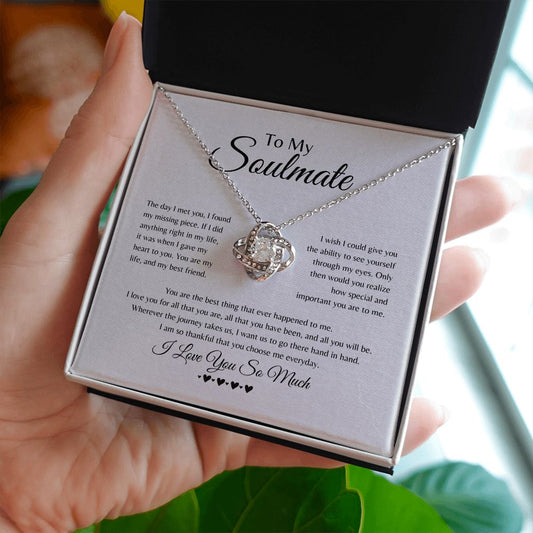 To My
Soulmate
The day I met you, I found
my missing piece. If I did
anything right in my life,
it was when I gave my
heart to you. You are my
life, and my best friend.
I wish I could give you
the ability to see yourself
through my eyes. Only
then would you realize
how special and
important you are to me.
You are the best thing that ever happened to me.
I love you for all that you are, all that you have been, and all you will be.
Wherever the journey takes us, I want us to go there hand in hand.
I am so thankful that you choose me everyday.
I Love You So Much